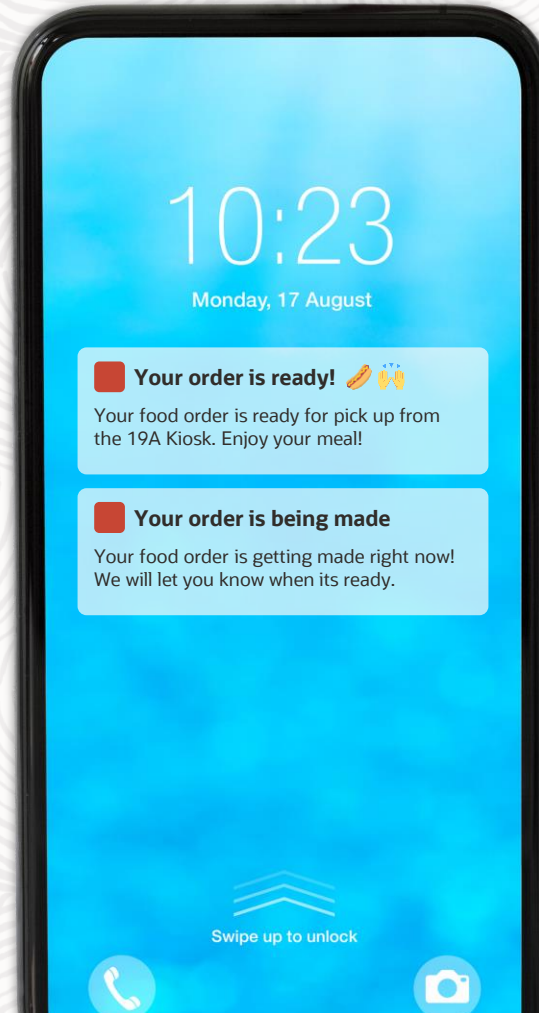 10:23
Monday, 17 August
Your order is ready! 🌭 🙌
Your food order is ready for pick up from
the 19A Kiosk. Enjoy your meal!
Your order is being made
Your food order is getting made right now!
We will let you know when its ready.
Swipe up to unlock